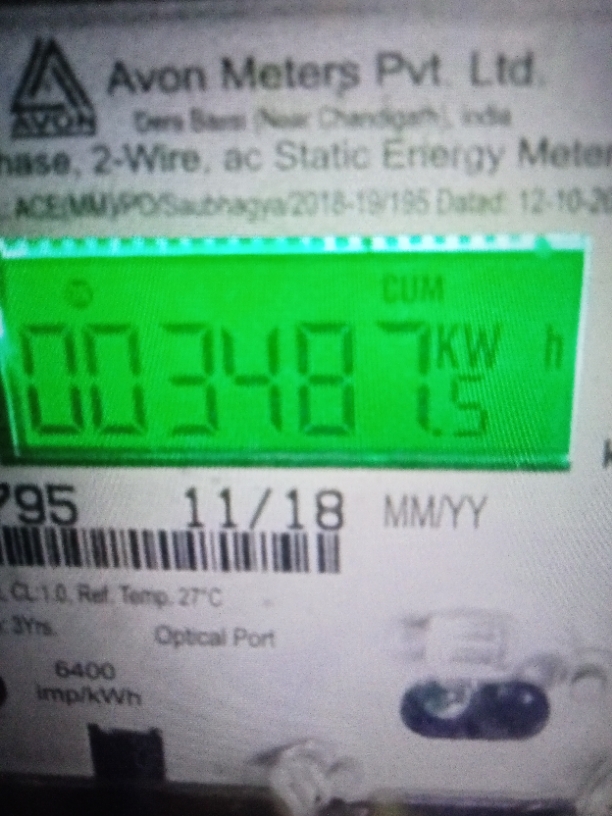 Avon Meters Pvt. Ltd.
AVON
Dera Bassi (Near Chandigarh), India
hase, 2-Wire, ac Static Energy Meter
ACE(MM)/PO/Saubhagya/2018-19/195 Dated: 12-10-20
CUM
003487.5 KW h
795 11/18 MM/YY
CL:1.0, Ref. Temp. 27°C
3Yrs. Optical Port
6400
imp/kWh